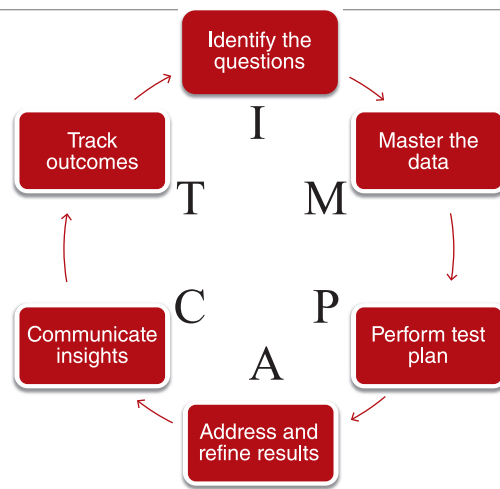 Identify the
questions
I
Master the
data
M
Perform test
plan
P
Address and
refine results
A
Communicate
insights
C
Track
outcomes
T